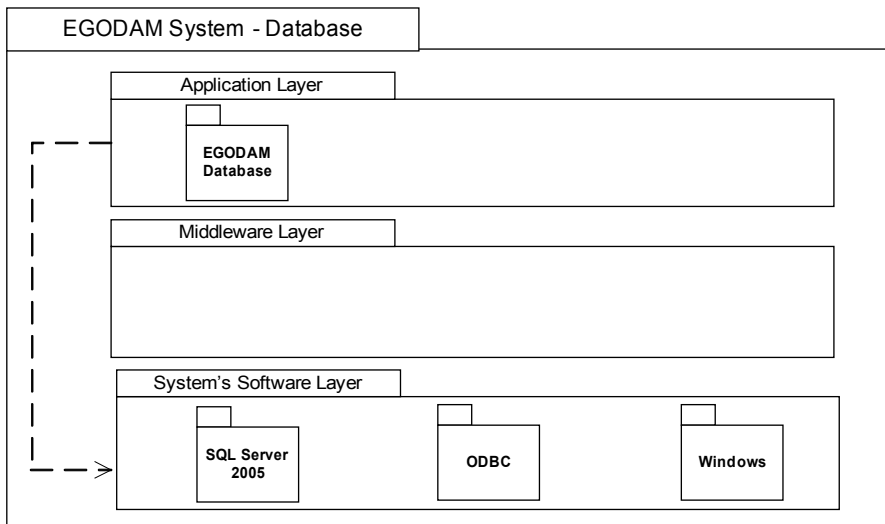 EGODAM System - Database
Application Layer
EGODAM
Database
Middleware Layer
System's Software Layer
SQL Server
2005
ODBC
Windows